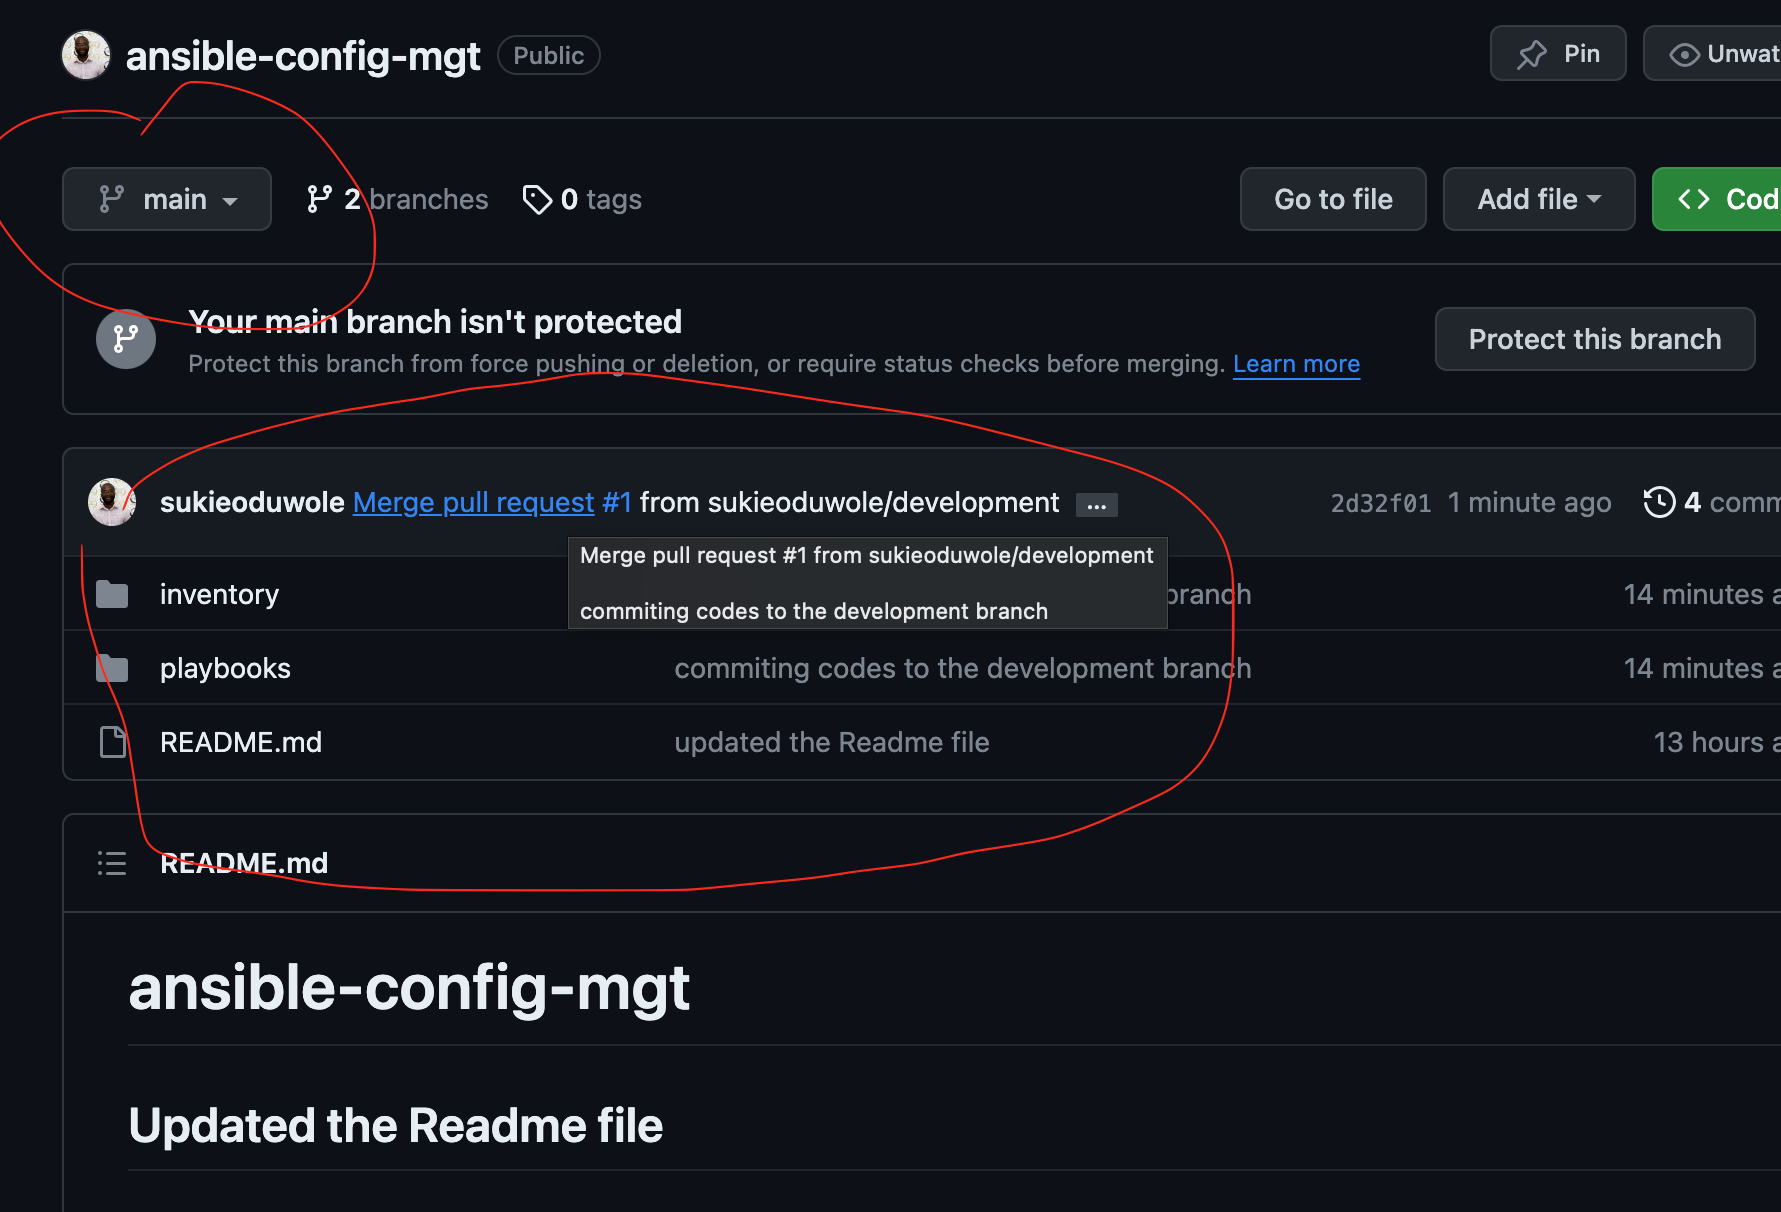 ansible-config-mgt Public Pin
main 2 branches 0 tags Go to file Add file
Your main branch isn't protected
Protect this branch from force pushing or deletion, or require status checks before merging. Learn more
Protect this branch
sukieoduwole Merge pull request #1 from sukieoduwole/development ... 2d32f01 1 minute ago 4
Merge pull request #1 from sukieoduwole/development
commiting codes to the development branch
inventory branch 14 minutes
playbooks commiting codes to the development branch 14 minutes
README.md updated the Readme file 13 hours
README.md
ansible-config-mgt
Updated the Readme file